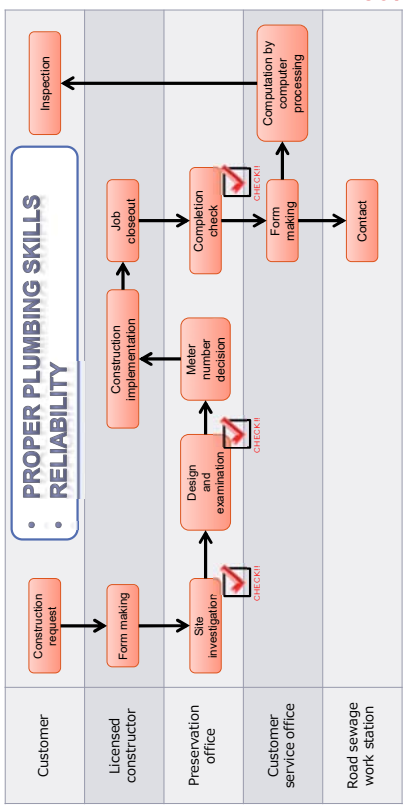 Customer
Construction
request
• PROPER PLUMBING SKILLS
• RELIABILITY
Inspection
Licensed
constructor
Form making
Construction
implementation
Job
closeout
Preservation
office
Site
investigation
CHECK!!
Design
and
examination
CHECK!!
Meter
number
decision
Completion
check
CHECK!!
Customer
service office
Form
making
Computation by
computer
processing
Road sewage
work station
Contact